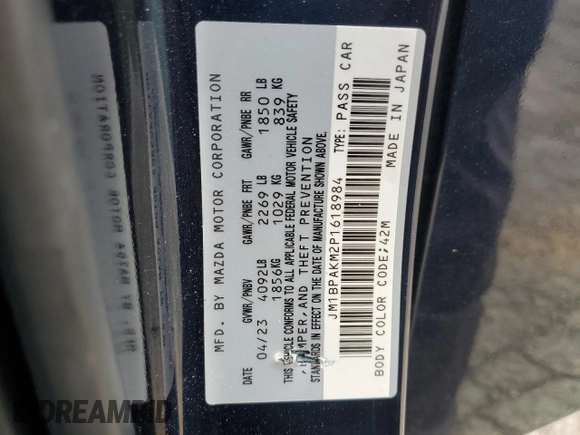 MFD. BY MAZDA MOTOR CORPORATION
DATE GVWR/PNBV GAWR/PNBE FRT GAWR/PNBE RR
04/23 4092LB 2269 LB 1850 LB
1856KG 1029 KG 839 KG
THIS VEHICLE CONFORMS TO ALL APPLICABLE FEDERAL MOTOR VEHICLE SAFETY
,BUMPER,AND THEFT PREVENTION
STANDARDS IN EFFECT ON THE DATE OF MANUFACTURE SHOWN ABOVE.
JM1BPAKM2P1618984 TYPE: PASS CAR
BODY COLOR CODE;42M MADE IN JAPAN
DREAMBID